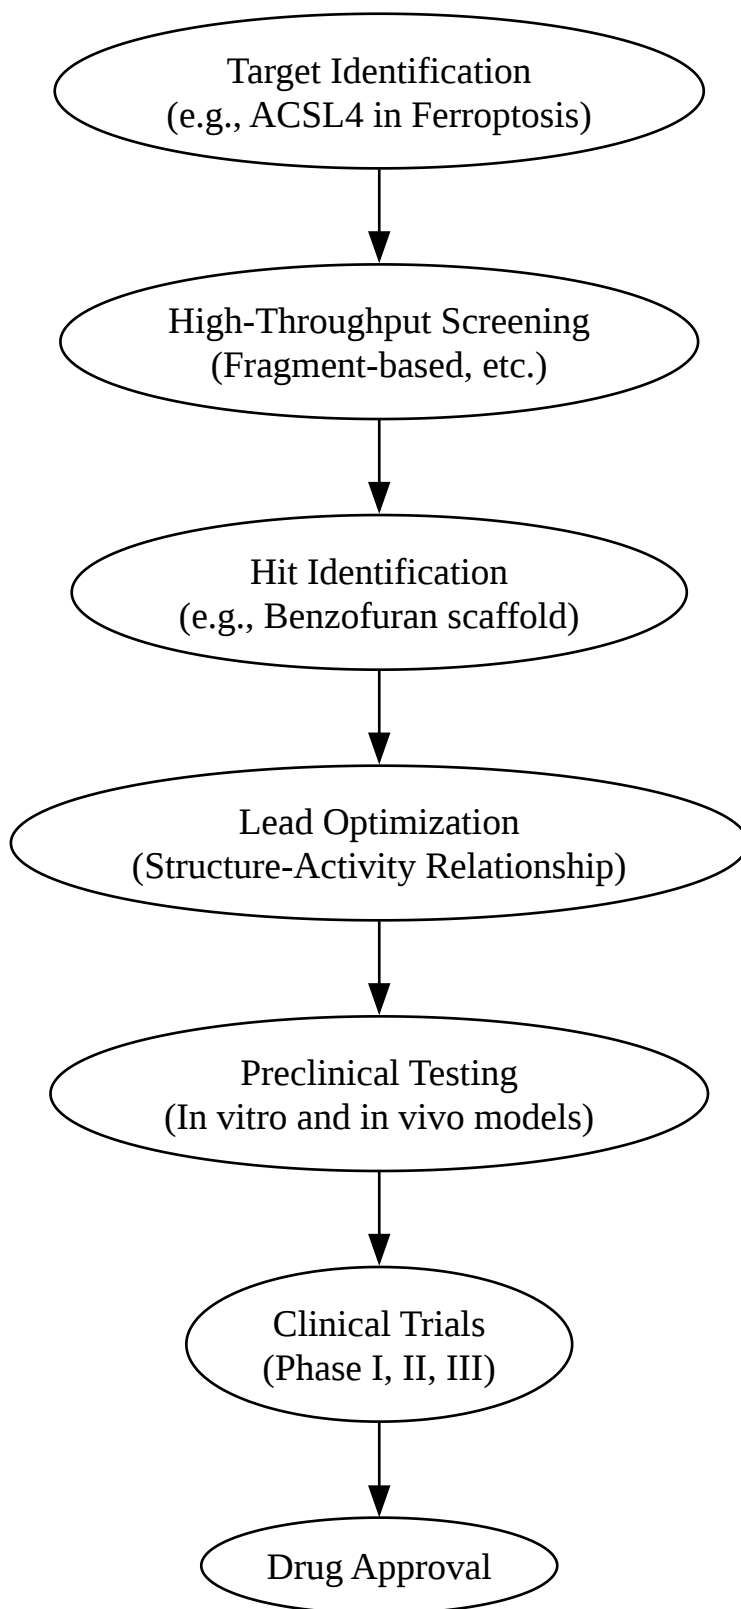 Target Identification
(e.g., ACSL4 in Ferroptosis)
High-Throughput Screening
(Fragment-based, etc.)
Hit Identification
(e.g., Benzofuran scaffold)
Lead Optimization
(Structure-Activity Relationship)
Preclinical Testing
(In vitro and in vivo models)
Clinical Trials
(Phase I, II, III)
Drug Approval